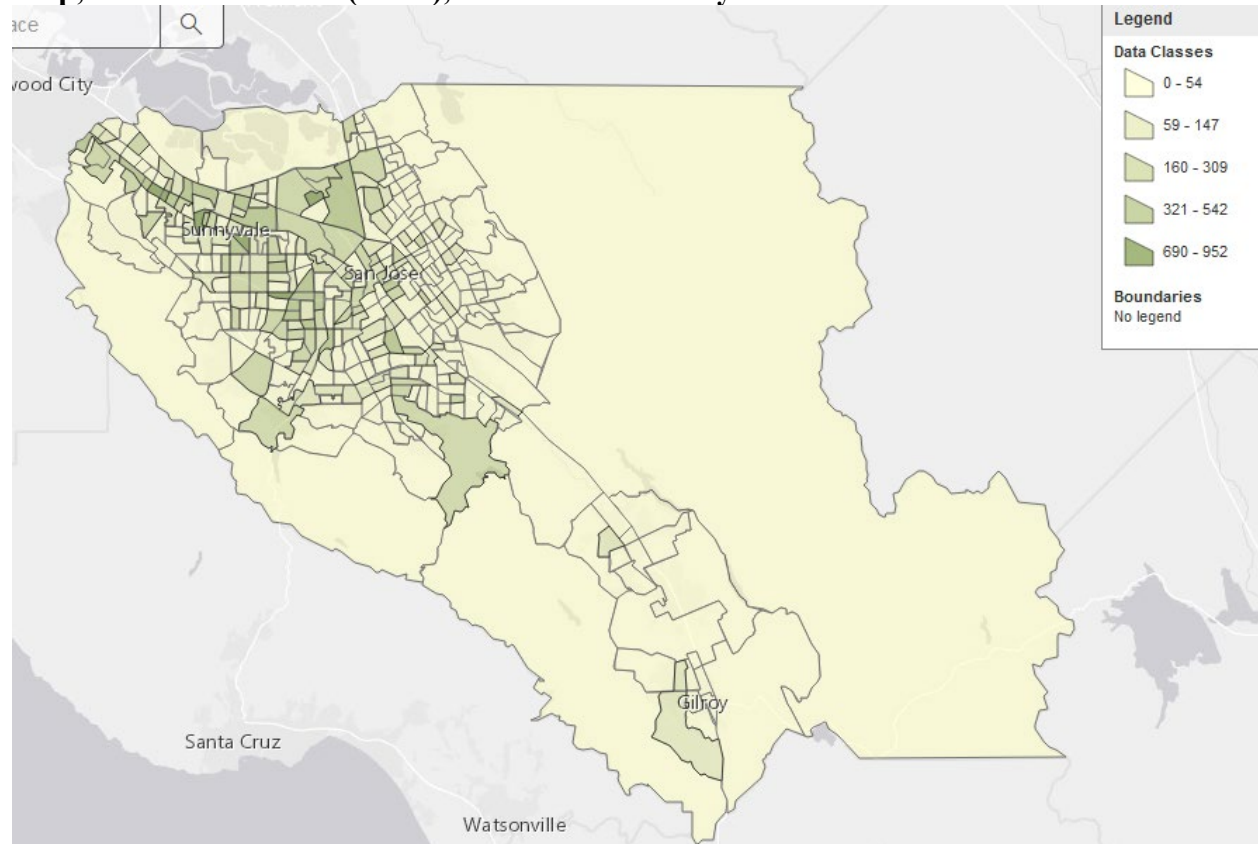 ace
wood City
Sunnyvale
San Jose
Gilroy
Santa Cruz
Watsonville
Legend
Data Classes
0 - 54
59 - 147
160 - 309
321 - 542
690 - 952
Boundaries
No legend